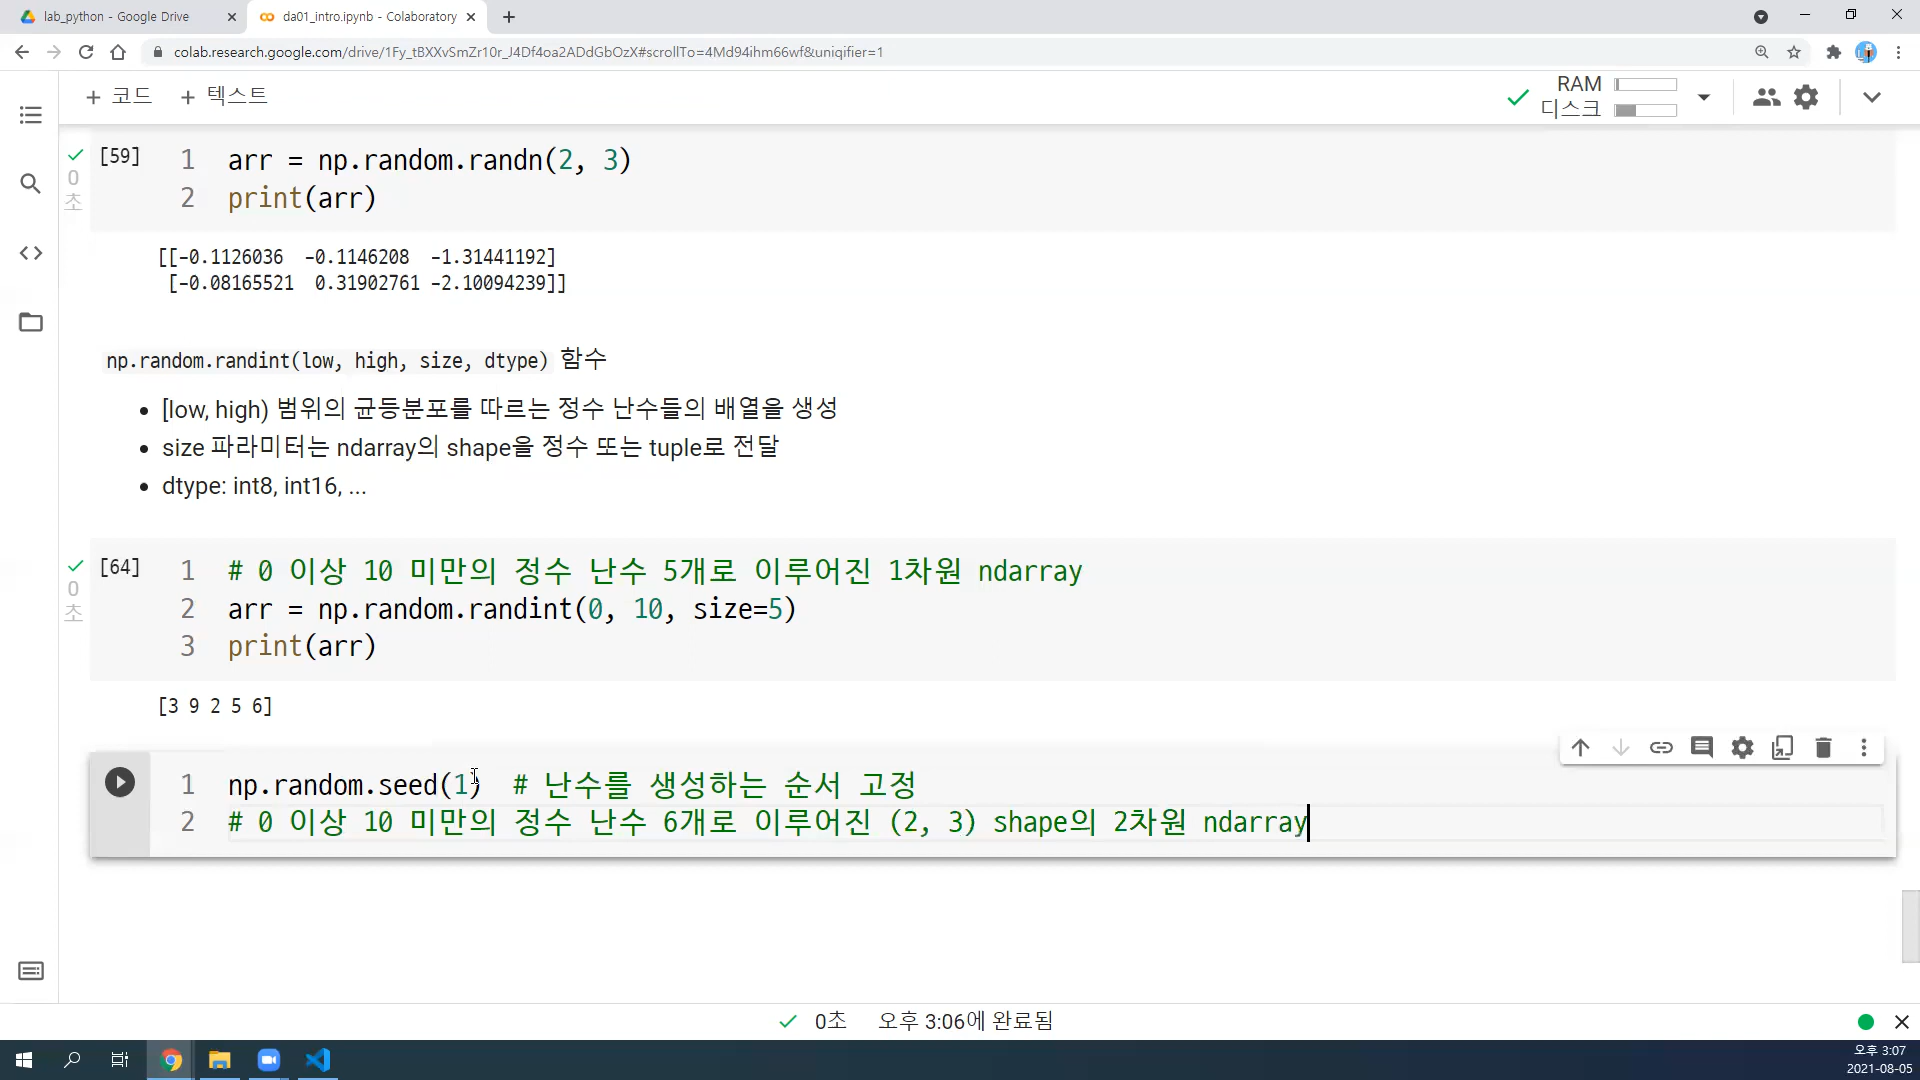 lab_python - Google Drive
da01_intro.ipynb - Colaboratory
colab.research.google.com/drive/1Fy_tBXXvSmZr10r_J4Df4oa2ADdGbOzX#scrollTo=4Md94ihm66wf&uniqifier=1
+ 코드 + 텍스트
RAM
디스크
[59]
0
초
1 arr = np.random.randn(2, 3)
2 print(arr)
[[-0.1126036 -0.1146208 -1.31441192]
[-0.08165521 0.31902761 -2.10094239]]
np.random.randint(low, high, size, dtype) 함수
• [low, high) 범위의 균등분포를 따르는 정수 난수들의 배열을 생성
• size 파라미터는 ndarray의 shape을 정수 또는 tuple로 전달
• dtype: int8, int16, ...
[64]
0
초
1 # 0 이상 10 미만의 정수 난수 5개로 이루어진 1차원 ndarray
2 arr = np.random.randint(0, 10, size=5)
3 print(arr)
[3 9 2 5 6]
1 np.random.seed(1) # 난수를 생성하는 순서 고정
2 # 0 이상 10 미만의 정수 난수 6개로 이루어진 (2, 3) shape의 2차원 ndarray
0초 오후 3:06에 완료됨
오후 3:07
2021-08-05